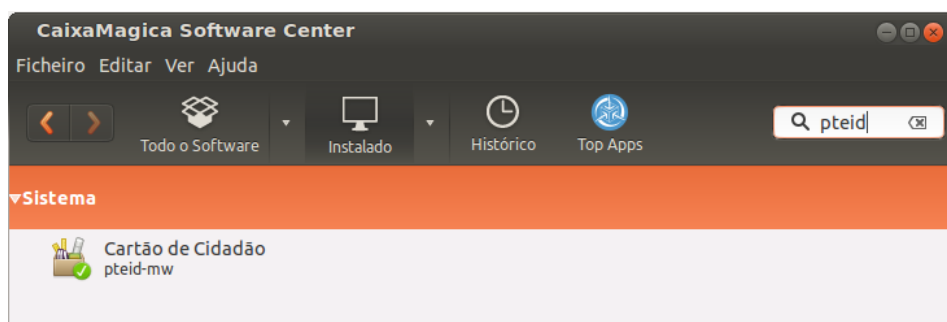 CaixaMagica Software Center
Ficheiro Editar Ver Ajuda
Todo o Software
Instalado
Histórico
Top Apps
pteid
Sistema
Cartão de Cidadão
pteid-mw